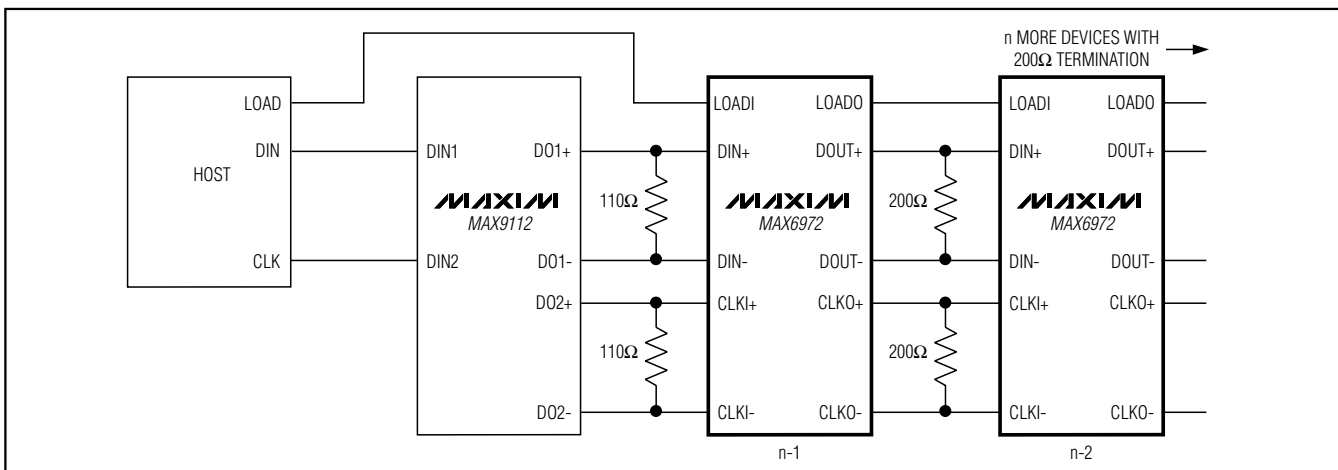 n MORE DEVICES WITH
200Ω TERMINATION
HOST
LOAD
DIN
CLK
DIN1
DIN2
MAXIM
MAX9112
DO1+
DO1-
DO2+
DO2-
110Ω
110Ω
LOADI
DIN+
DIN-
CLKI+
CLKI-
MAXIM
MAX6972
LOADO
DOUT+
DOUT-
CLKO+
CLKO-
n-1
200Ω
200Ω
LOADI
DIN+
DIN-
CLKI+
CLKI-
MAXIM
MAX6972
LOADO
DOUT+
DOUT-
CLKO+
CLKO-
n-2